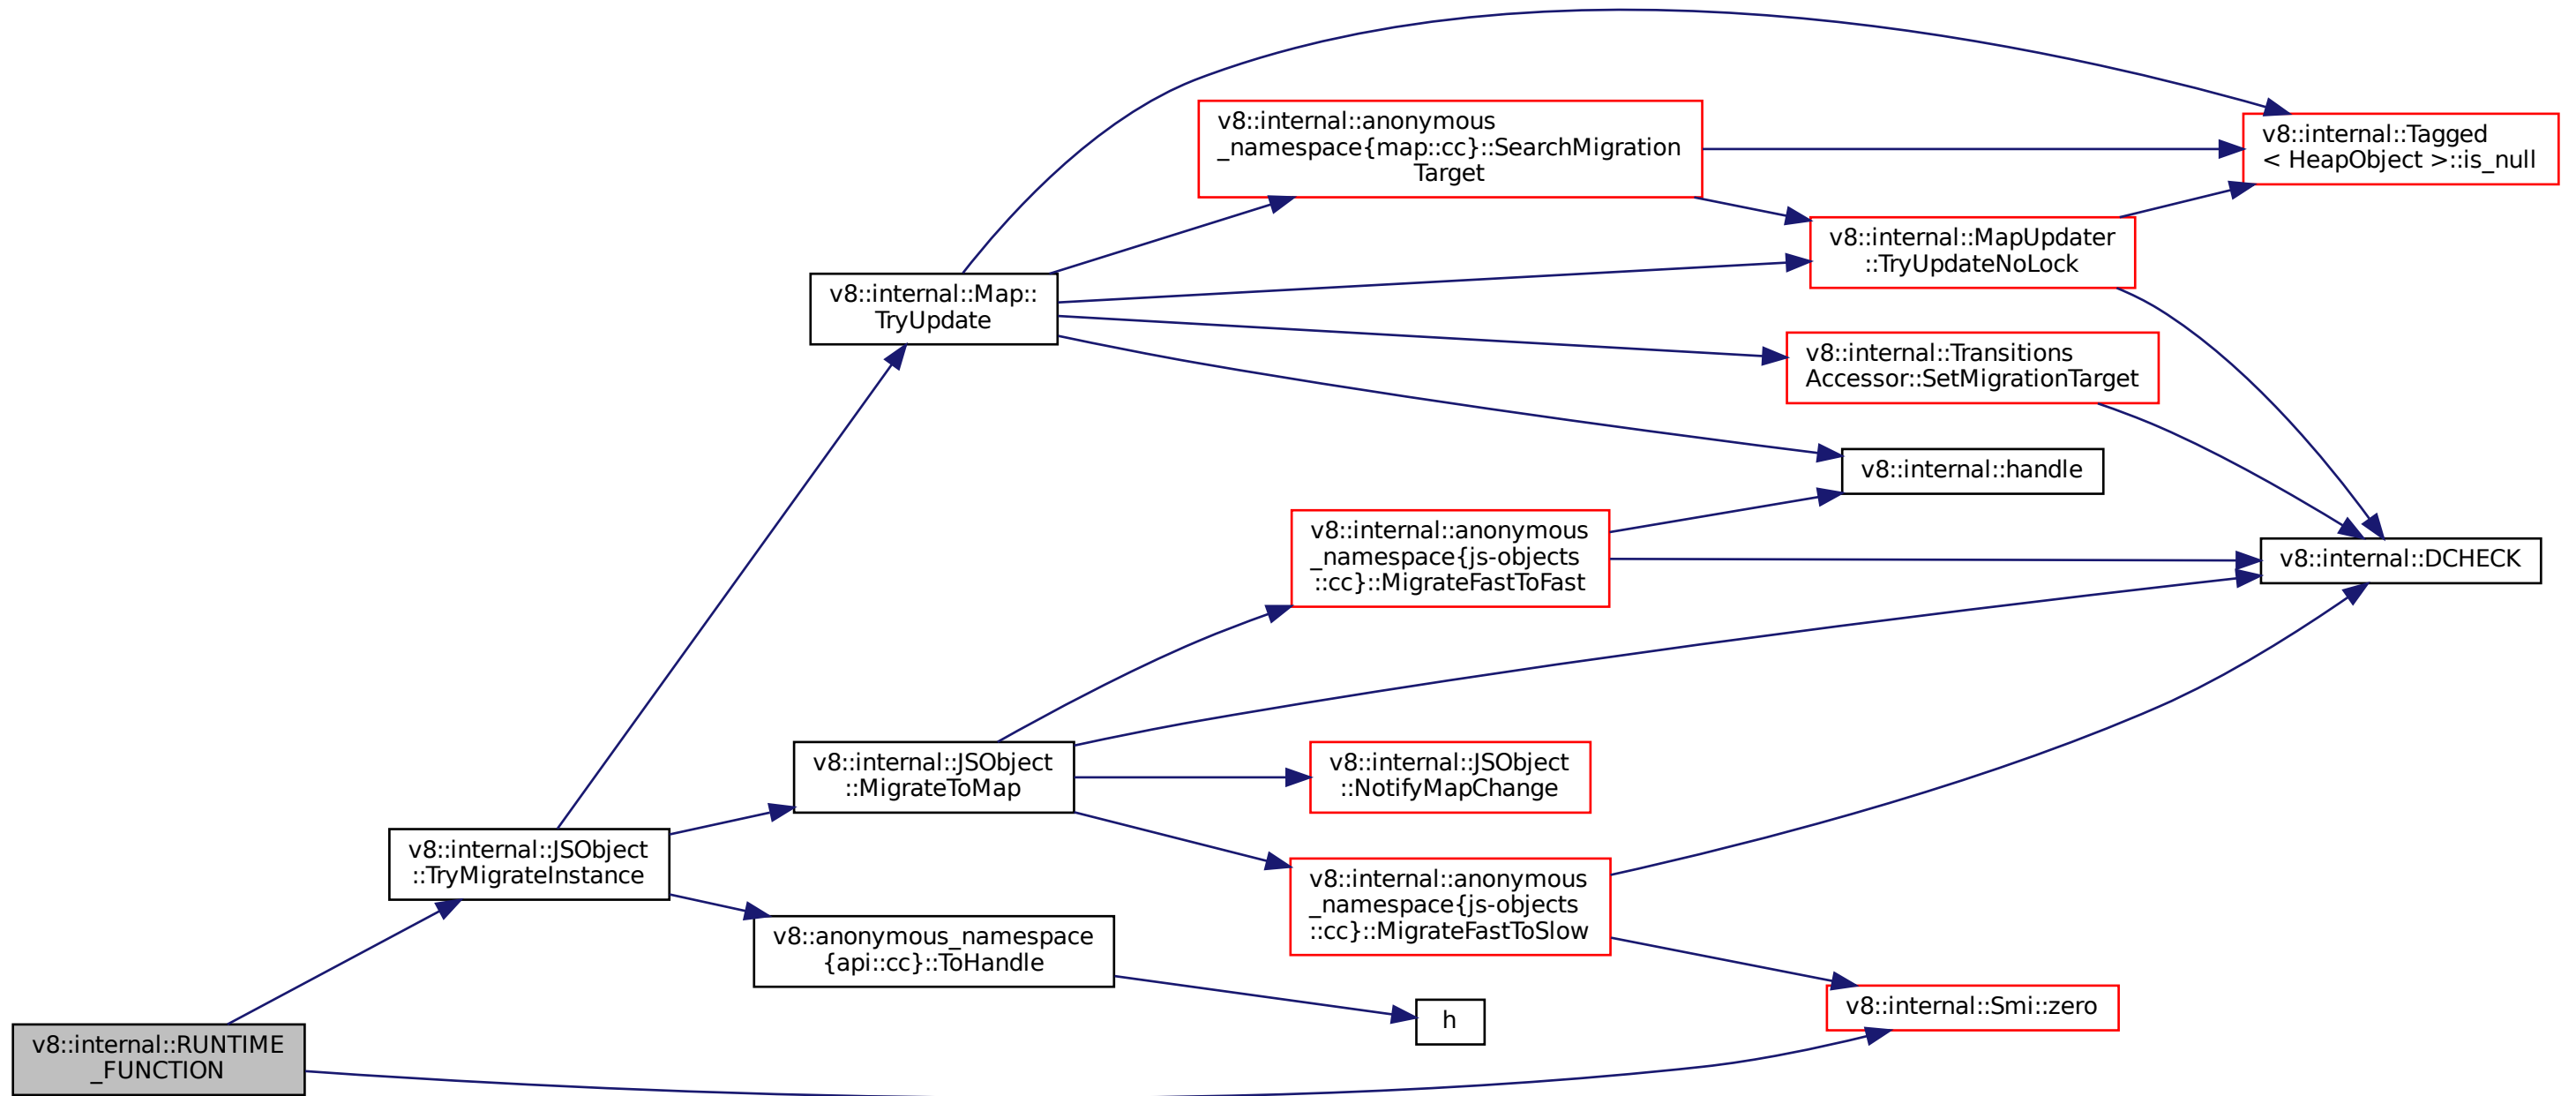 v8::internal::anonymous
_namespace{map::cc}::SearchMigration
Target
v8::internal::Tagged
< HeapObject >::is_null
v8::internal::MapUpdater
::TryUpdateNoLock
v8::internal::Map::
TryUpdate
v8::internal::Transitions
Accessor::SetMigrationTarget
v8::internal::handle
v8::internal::anonymous
_namespace{js-objects
::cc}::MigrateFastToFast
v8::internal::DCHECK
v8::internal::JSObject
::MigrateToMap
v8::internal::JSObject
::NotifyMapChange
v8::internal::JSObject
::TryMigrateInstance
v8::internal::anonymous
_namespace{js-objects
::cc}::MigrateFastToSlow
v8::anonymous_namespace
{api::cc}::ToHandle
v8::internal::Smi::zero
h
v8::internal::RUNTIME
_FUNCTION